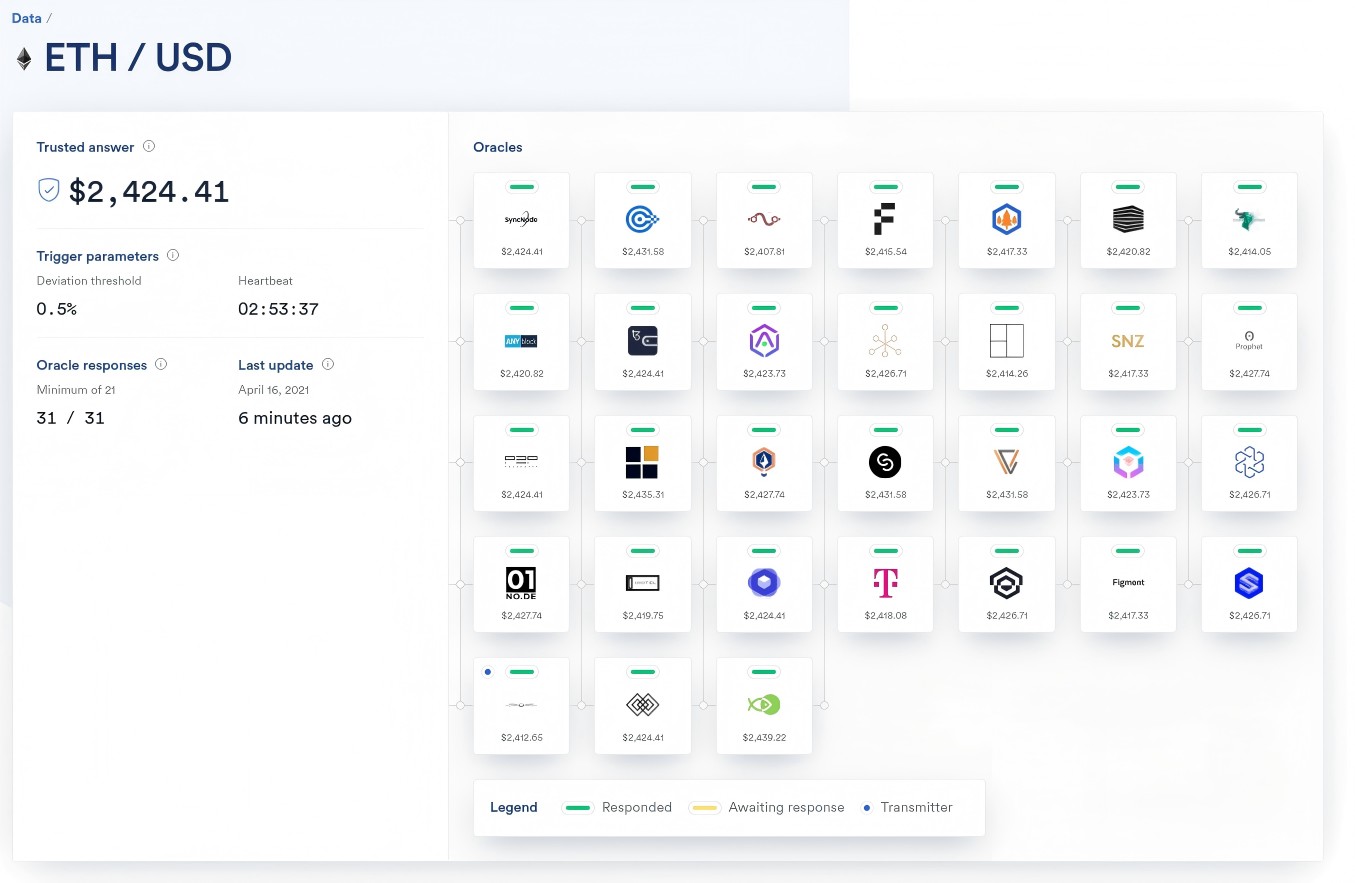 Data /
ETH / USD
Trusted answer
$2,424.41
Trigger parameters
Deviation threshold
Heartbeat
0.5%
02:53:37
Oracle responses
Last update
Minimum of 21
April 16, 2021
31 / 31
6 minutes ago
Oracles
SyncNode
$2,424.41
$2,431.58
$2,407.81
$2,415.54
$2,417.33
$2,420.82
$2,414.05
ANY block
SNZ
Prophet
$2,420.82
$2,424.41
$2,423.73
$2,426.71
$2,414.26
$2,417.33
$2,427.74
$2,424.41
$2,435.31
$2,427.74
$2,431.58
$2,431.58
$2,423.73
$2,426.71
01
NO.DE
T
Figment
$2,427.74
$2,419.75
$2,424.41
$2,418.08
$2,426.71
$2,417.33
$2,426.71
$2,412.65
$2,424.41
$2,439.22
Legend Responded Awaiting response Transmitter